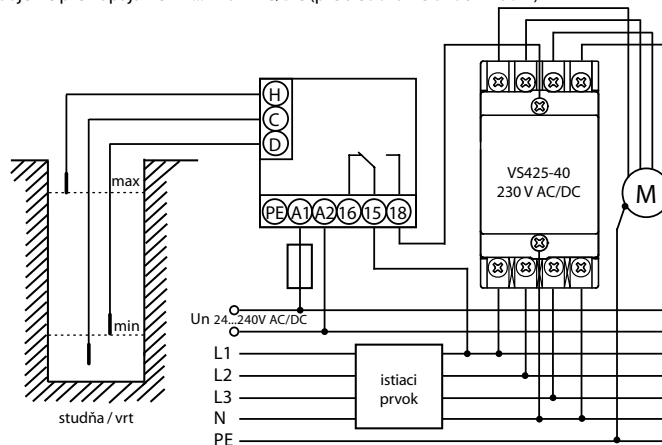 H
C
D
max
min
studňa / vrt
PE A1 A2 16 15 18
VS425-40
230 V AC/DC
M
Un 24...240V AC/DC
L1
L2
L3
N
PE
istiaci
prvok